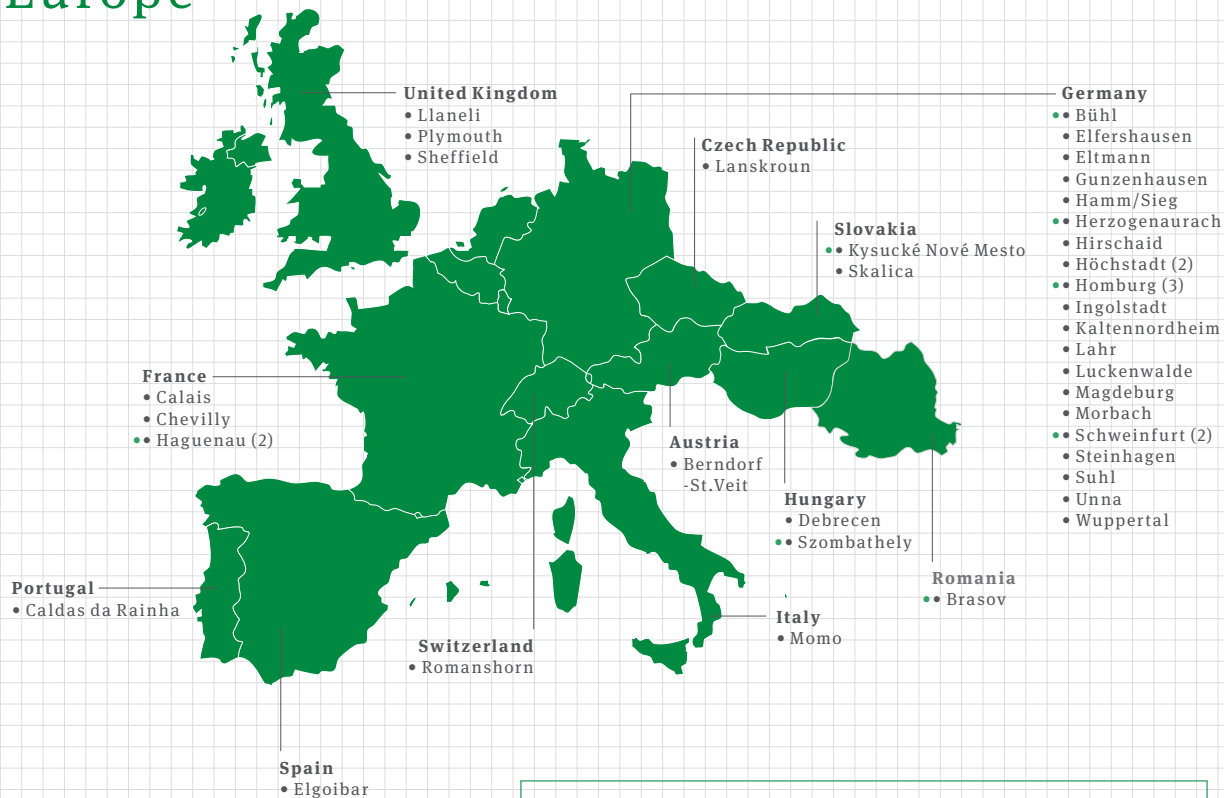 Europe
United Kingdom
• Llaneli
• Plymouth
• Sheffield
Germany
•• Bühl
• Elfershausen
• Eltmann
• Gunzenhausen
• Hamm/Sieg
•• Herzogenaurach
• Hirschaid
• Höchstadt (2)
•• Homburg (3)
• Ingolstadt
• Kaltennordheim
• Lahr
• Luckenwalde
• Magdeburg
• Morbach
•• Schweinfurt (2)
• Steinhagen
• Suhl
• Unna
• Wuppertal
Czech Republic
• Lanskroun
Slovakia
•• Kysucké Nové Mesto
• Skalica
France
• Calais
• Chevilly
•• Haguenau (2)
Austria
• Berndorf
-St.Veit
Hungary
• Debrecen
•• Szombathely
Romania
•• Brasov
Portugal
• Caldas da Rainha
Italy
• Momo
Switzerland
• Romanshorn
Spain
• Elgoibar